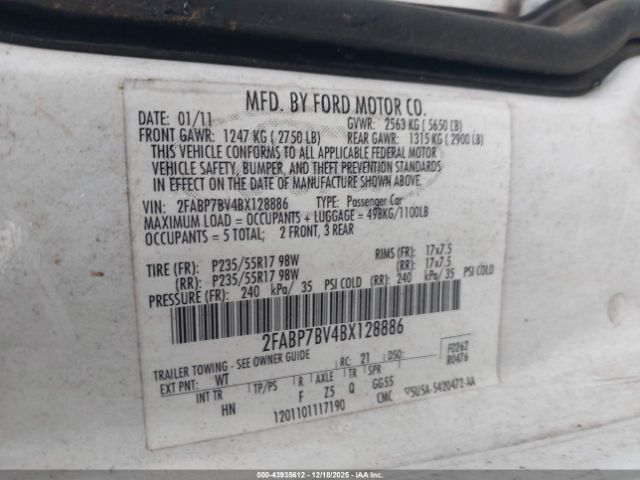 MFD. BY FORD MOTOR CO.
DATE: 01/11 GVWR: 2563 KG ( 5650 LB)
FRONT GAWR: 1247 KG ( 2750 LB) REAR GAWR: 1315 KG ( 2900 LB)
THIS VEHICLE CONFORMS TO ALL APPLICABLE FEDERAL MOTOR
VEHICLE SAFETY, BUMPER, AND THEFT PREVENTION STANDARDS
IN EFFECT ON THE DATE OF MANUFACTURE SHOWN ABOVE.
VIN: 2FABP7BV4BX128886 TYPE: Passenger Car
MAXIMUM LOAD = OCCUPANTS + LUGGAGE = 498KG/1100LB
OCCUPANTS = 5 TOTAL; 2 FRONT, 3 REAR
TIRE (FR): P235/55R17 98W RIMS (FR): 17x7.5
(RR): P235/55R17 98W (RR): 17x7.5
PRESSURE (FR): 240 kPa/ 35 PSI COLD (RR): 240 kPa/ 35 PSI COLD
2FABP7BV4BX128886
TRAILER TOWING - SEE OWNER GUIDE RC: 21 DSO: F0262
R0476
EXT PNT: WT
INT TR TP/PS R AXLE TR SPR
HN F Z5 Q GG55
1201101117190 CMC 5U5A-5420472-AA
000-43935612 - 12/18/2025 - IAAI.COM